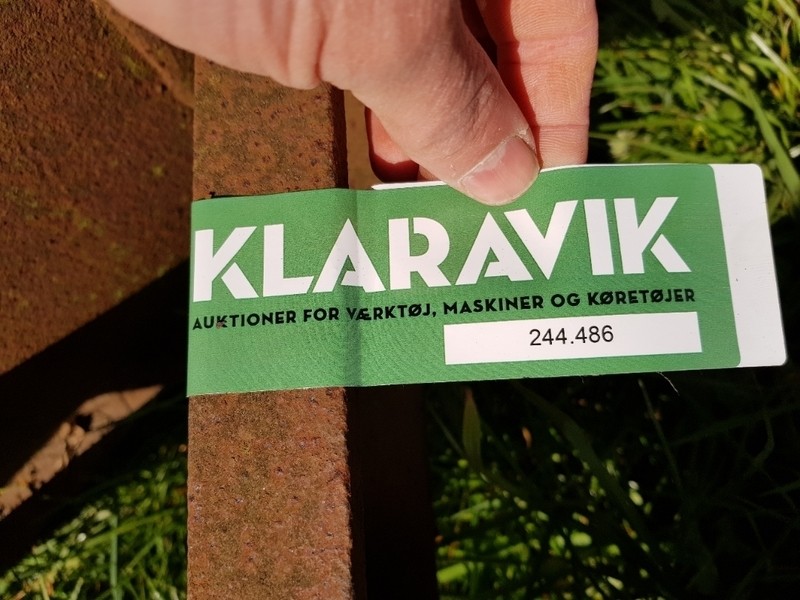 KLARAVIK
AUKTIONER FOR VÆRKTØJ, MASKINER OG KØRETØJER
244.486